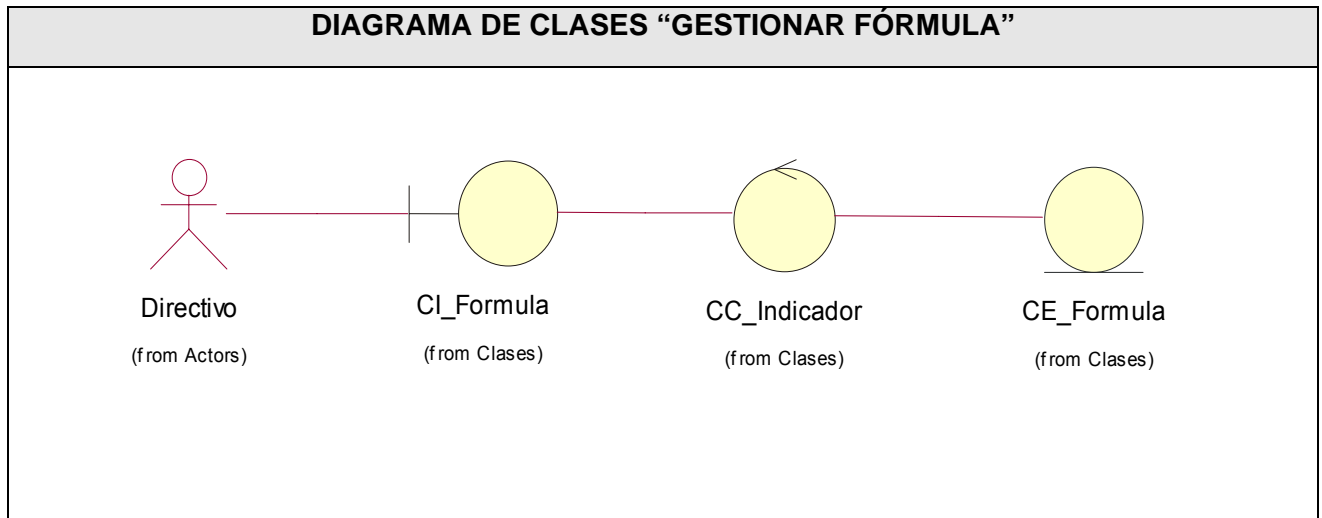 DIAGRAMA DE CLASES “GESTIONAR FÓRMULA”
Directivo CI_Formula CC_Indicador CE_Formula
(from Actors) (from Clases) (from Clases) (from Clases)